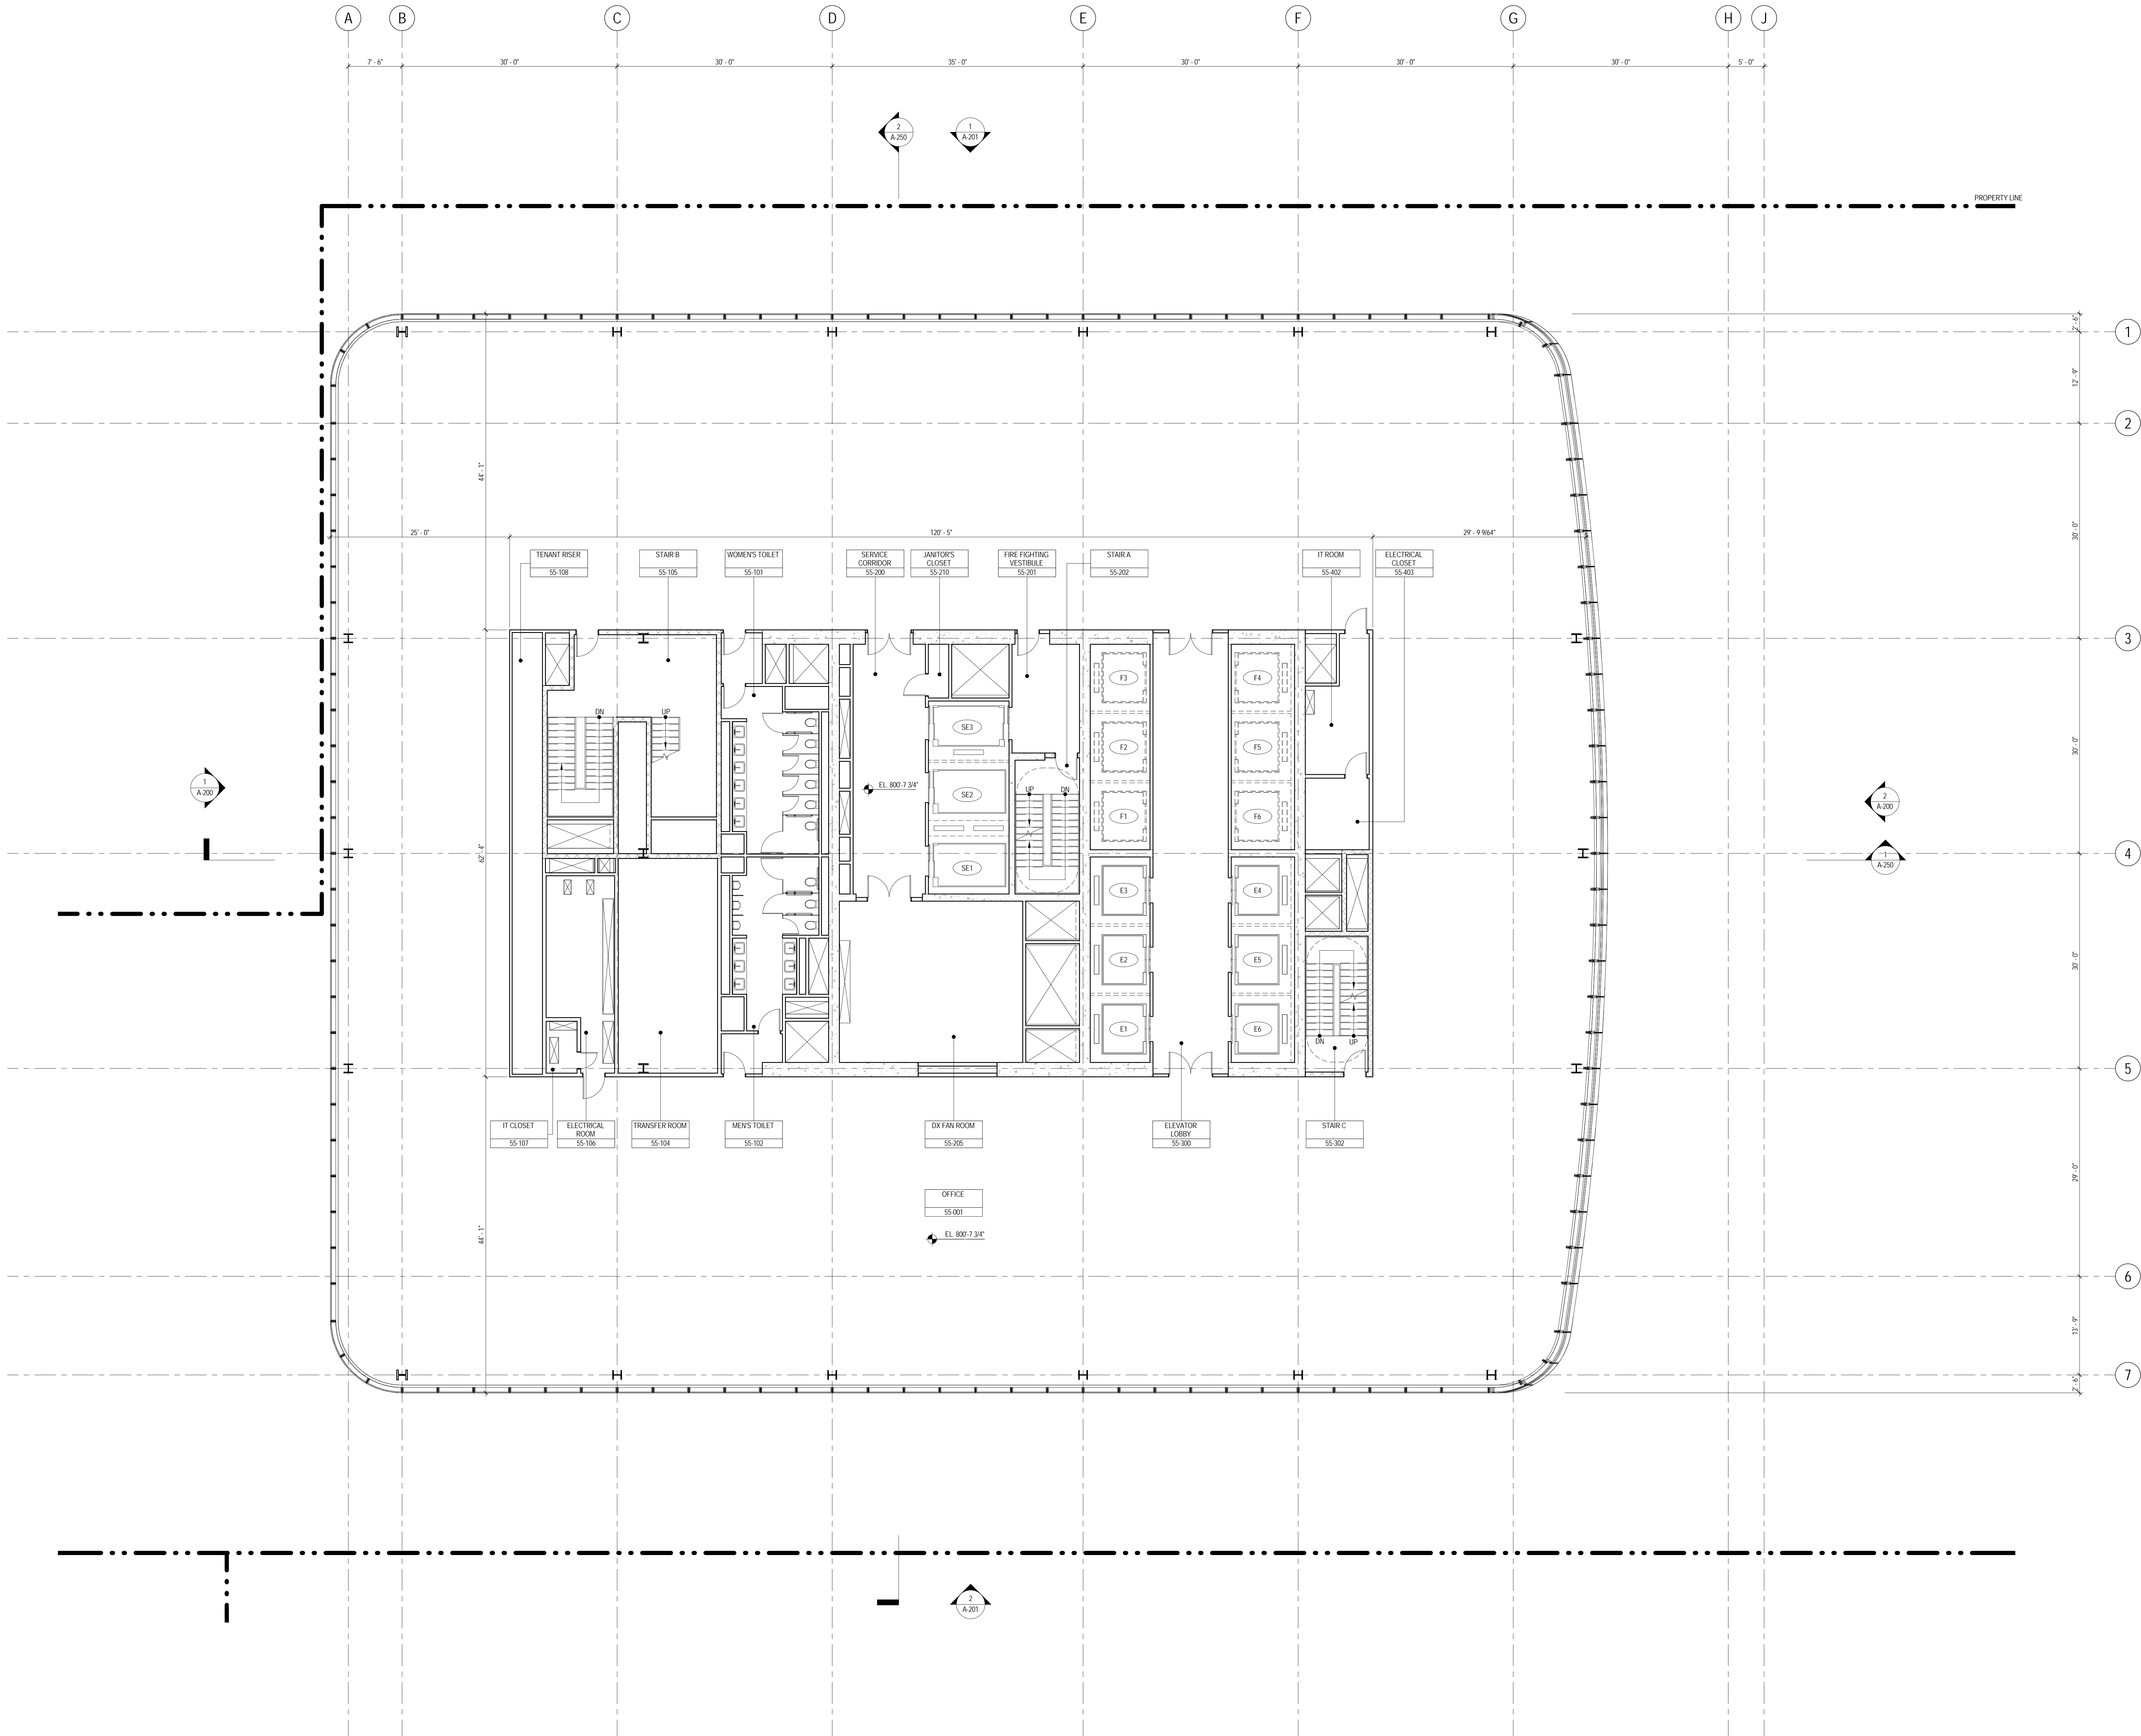 A B C D E F G H J
7' - 6" 30' - 0" 30' - 0" 35' - 0" 30' - 0" 30' - 0" 30' - 0" 5' - 0"
2
A-250
1
A-201
PROPERTY LINE
2' - 6"
1
12' - 9"
2
44' - 1"
30' - 0"
25' - 0" 120' - 5" 29' - 9 9/64"
TENANT RISER
55-108
STAIR B
55-105
WOMEN'S TOILET
55-101
SERVICE
CORRIDOR
55-200
JANITOR'S
CLOSET
55-210
FIRE FIGHTING
VESTIBULE
55-201
STAIR A
55-202
IT ROOM
55-402
ELECTRICAL
CLOSET
55-403
3
F3 F4
DN UP
SE3
F2 F5
30' - 0"
1
A-200
EL. 800'-7 3/4"
SE2
UP DN
F1 F6
2
A-200
62' - 4"
4
1
A-250
SE1
E3 E4
E2 E5
30' - 0"
E1 E6
DN UP
5
IT CLOSET
55-107
ELECTRICAL
ROOM
55-106
TRANSFER ROOM
55-104
MEN'S TOILET
55-102
DX FAN ROOM
55-205
ELEVATOR
LOBBY
55-300
STAIR C
55-302
29' - 0"
OFFICE
55-001
44' - 1"
EL. 800'-7 3/4"
6
13' - 9"
7
2' - 6"
2
A-201